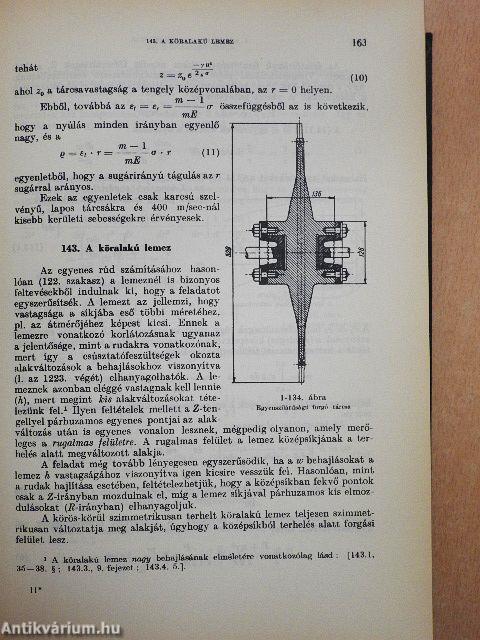 143. A KÖRALAKÚ LEMEZ 163
tehát
z = z₀ e^(−γu²/2gσ) (10)
ahol z₀ a tárcsavastagság a tengely középvonalában, az r = 0 helyen.
Ebből, továbbá az εₜ = εᵣ = (m − 1)/(mE) σ összefüggésből az is következik,
hogy a nyúlás minden irányban egyenlő
nagy, és a
ϱ = εₜ · r = (m − 1)/(mE) σ · r (11)
egyenletből, hogy a sugárirányú tágulás az r
sugárral arányos.
Ezek az egyenletek csak karcsú szel-
vényű, lapos tárcsákra és 400 m/sec-nál
kisebb kerületi sebességekre érvényesek.
143. A köralakú lemez
Az egyenes rúd számításához hason-
lóan (122. szakasz) a lemeznél is bizonyos
feltevésekből indulnak ki, hogy a feladatot
egyszerűsítsék. A lemezt az jellemzi, hogy
vastagsága a síkjába eső többi méretéhez,
pl. az átmérőjéhez képest kicsi. Ennek a
lemezre vonatkozó korlátozásnak ugyanaz
a jelentősége, mint a rudakra vonatkozónak,
mert így a csúsztatófeszültségek okozta
alakváltozások a behajlásokhoz viszonyítva
(l. az 1223. végét) elhanyagolhatók. A le-
meznek azonban eléggé vastagnak kell lennie
(h), mert megint kis alakváltozásokat téte-
lezünk fel.¹ Ilyen feltételek mellett a Z-ten-
gellyel párhuzamos egyenes pontjai az alak-
136
128
I-134. ábra
Egyenszilárdságú forgó tárcsa
változás után is egyenes vonalon lesznek, mégpedig olyanon, amely merő-
leges a rugalmas felületre. A rugalmas felület a lemez középsíkjának a ter-
helés alatt megváltozott alakja.
A feladat még tovább lényegesen egyszerűsödik, ha a w behajlásokat a
lemez h vastagságához viszonyítva igen kicsire vesszük fel. Hasonlóan, mint
a rudak hajlítása esetében, feltételezhetjük, hogy a középsíkban fekvő pontok
csak a Z-irányban mozdulnak el, míg a lemez síkjával párhuzamos kis elmoz-
dulásokat (R-irányban) elhanyagoljuk.
A körös-körül szimmetrikusan terhelt köralakú lemez teljesen szimmet-
rikusan változtatja meg alakját, úgyhogy a középsíkból terhelés alatt forgási
felület lesz.
¹ A köralakú lemez nagy behajlásainak elméletére vonatkozólag lásd: [143.1,
35—38. §; 143.3., 9. fejezet; 143.4. 5.].
11*
Antikvárium.hu